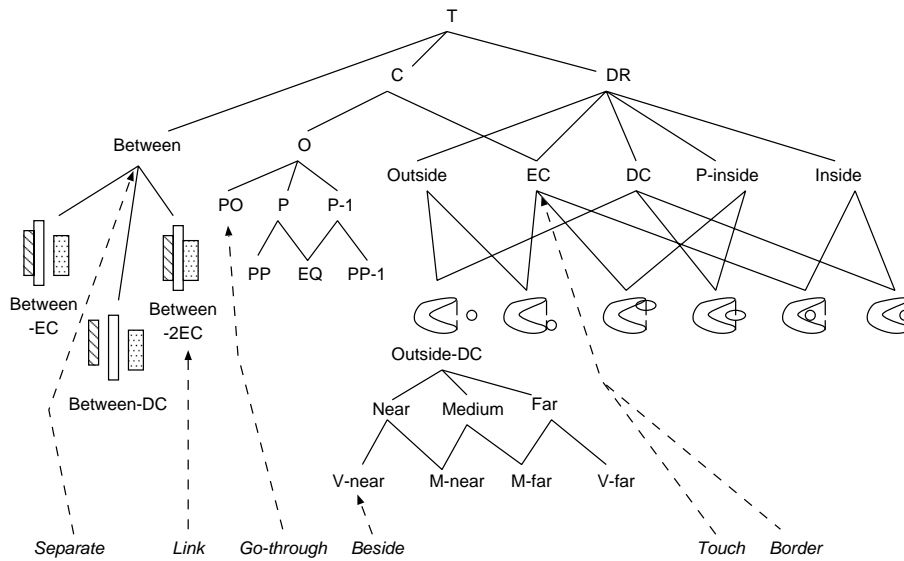 T
C
DR
Between
O
Outside
EC
DC
P-inside
Inside
PO
P
P-1
PP
EQ
PP-1
Between
-EC
Between
-2EC
Between-DC
Outside-DC
Near
Medium
Far
V-near
M-near
M-far
V-far
Separate
Link
Go-through
Beside
Touch
Border